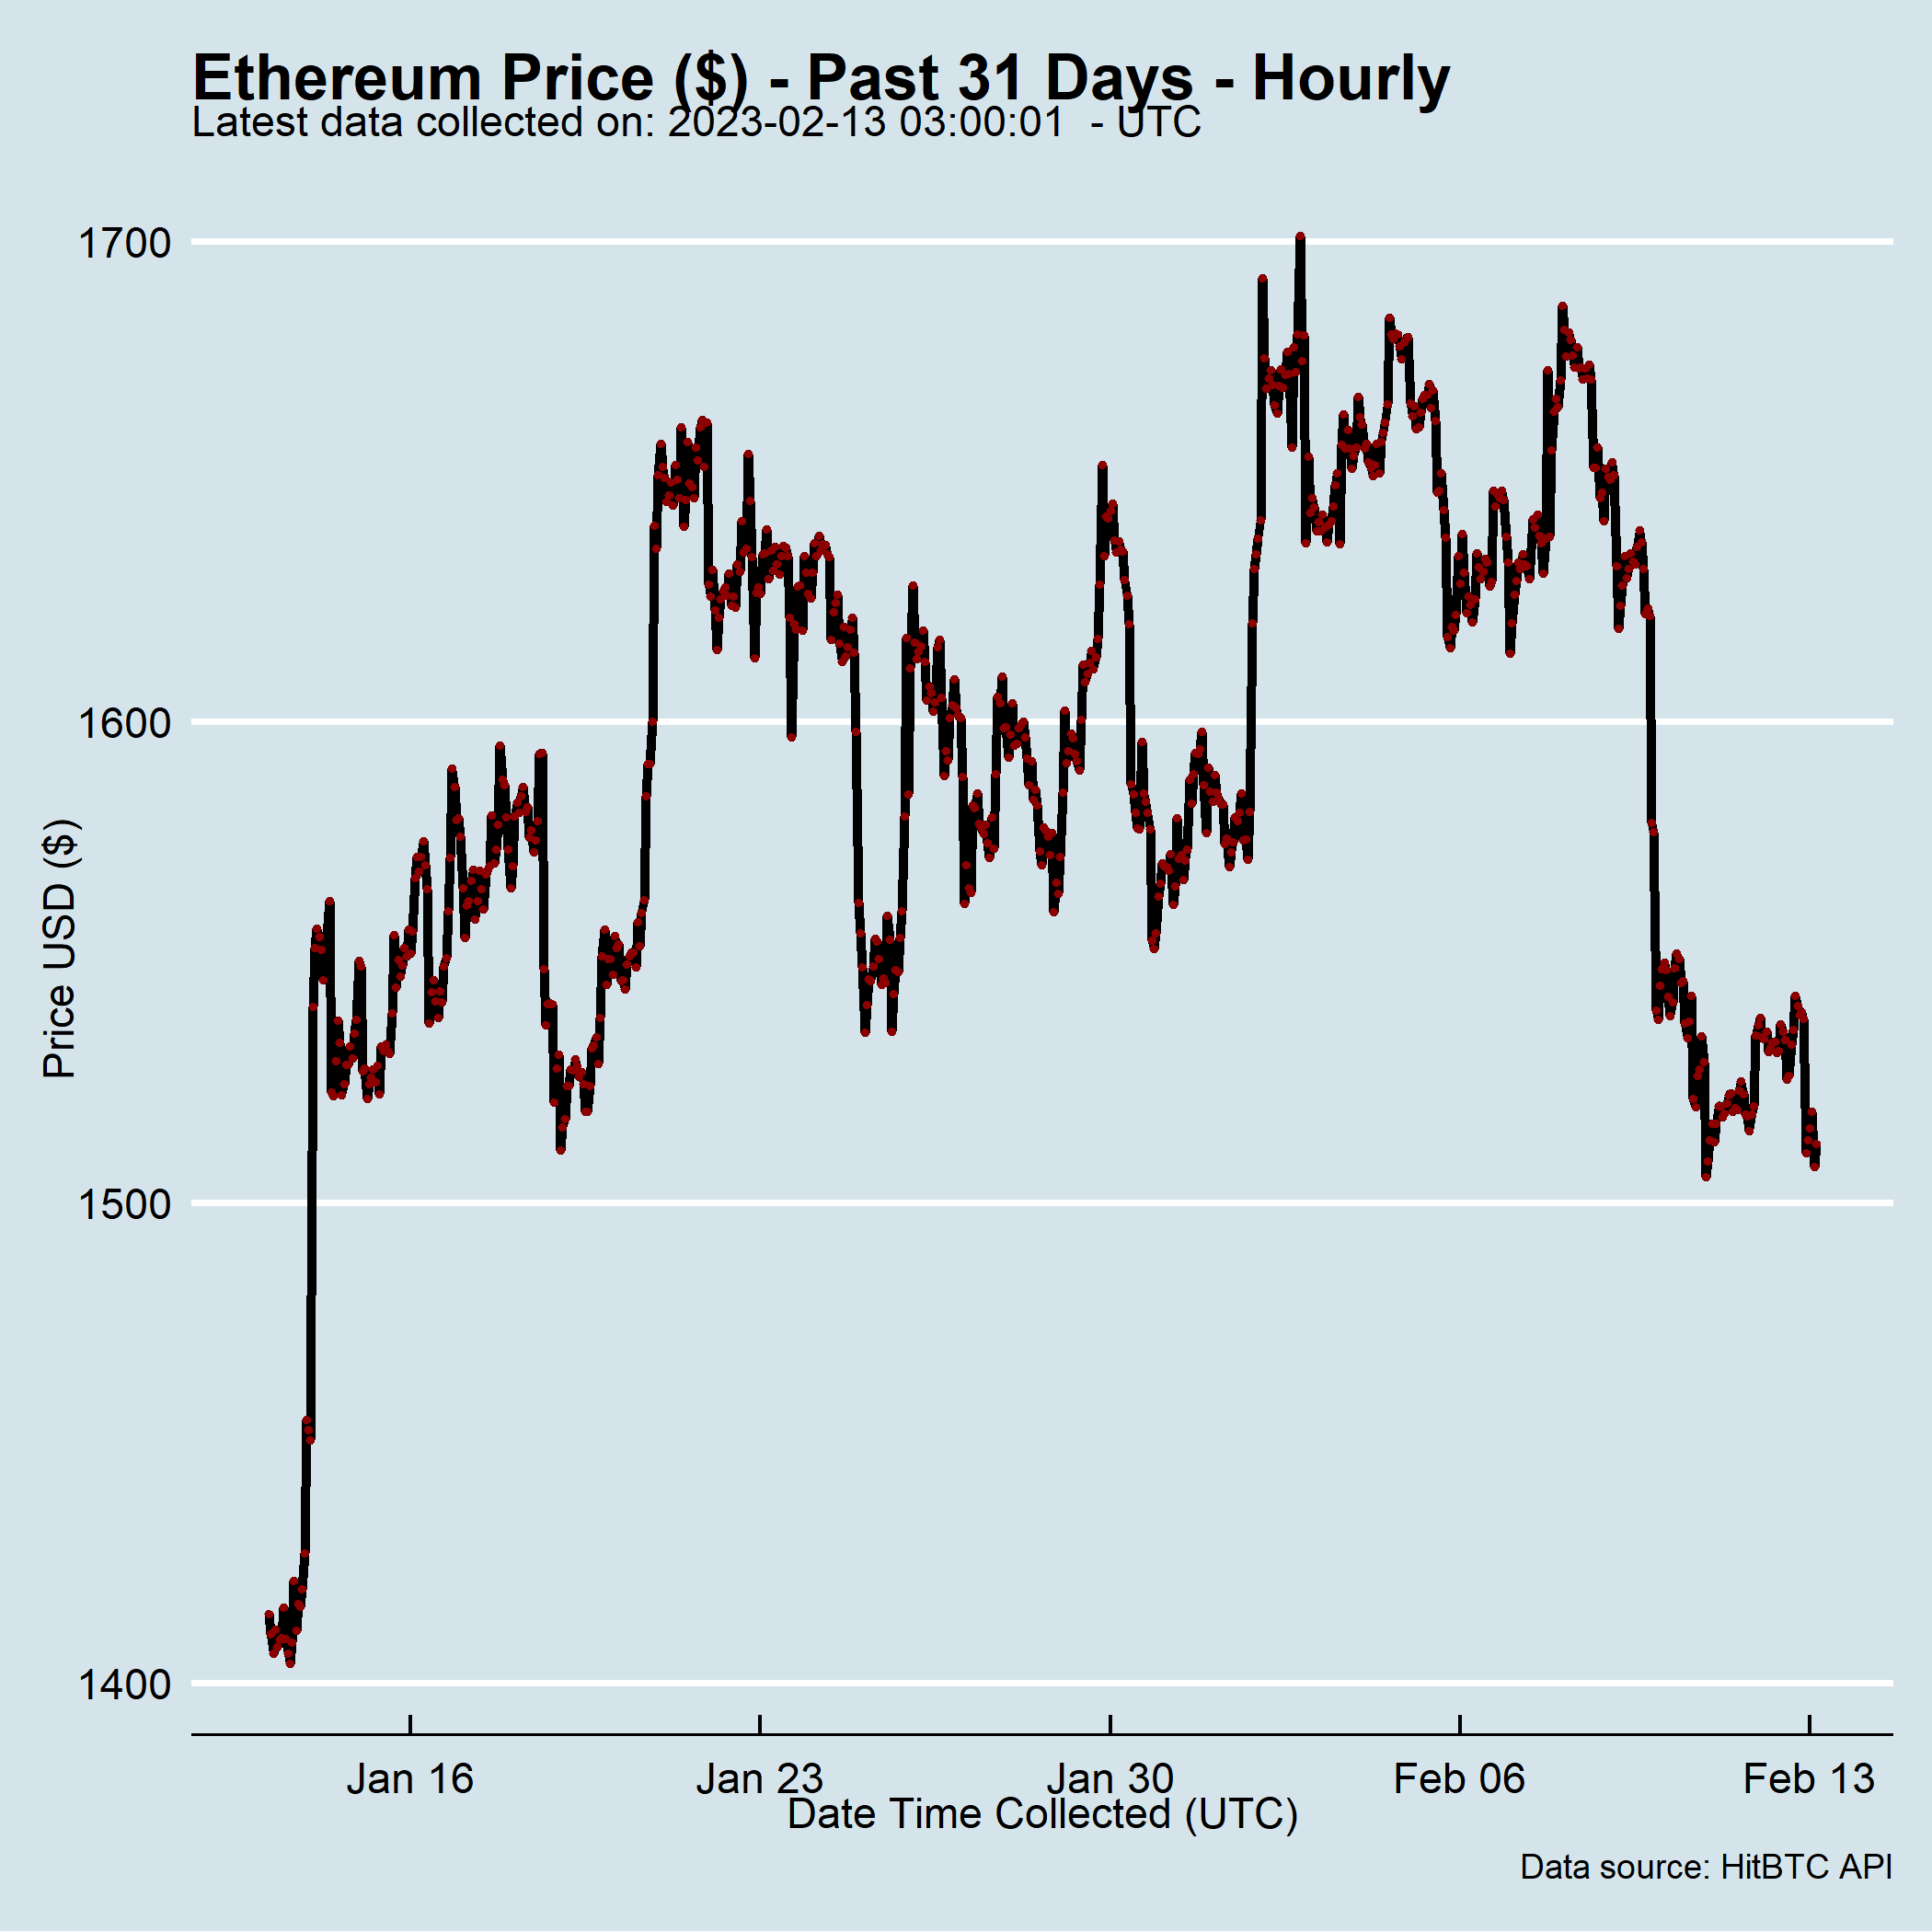 Ethereum Price ($) - Past 31 Days - Hourly
Latest data collected on: 2023-02-13 03:00:01  - UTC
Price USD ($)
1700
1600
1500
1400
Jan 16 Jan 23 Jan 30 Feb 06 Feb 13
Date Time Collected (UTC)
Data source: HitBTC API